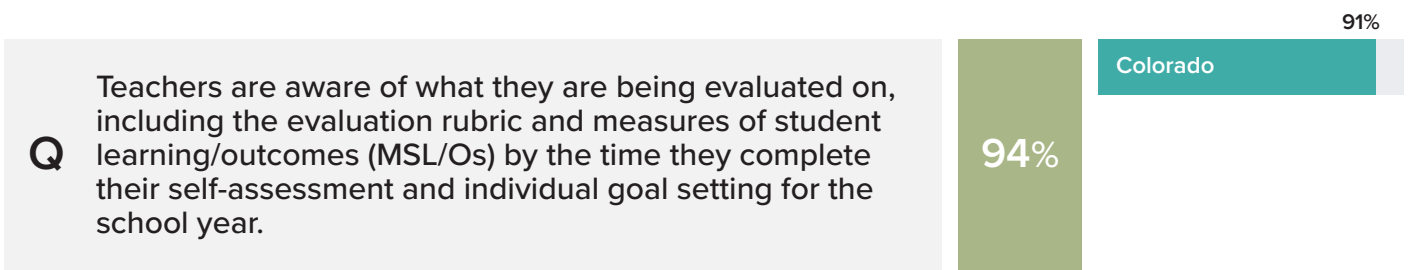 91%
Teachers are aware of what they are being evaluated on,
including the evaluation rubric and measures of student
Q learning/outcomes (MSL/Os) by the time they complete
their self-assessment and individual goal setting for the
school year.
94%
Colorado